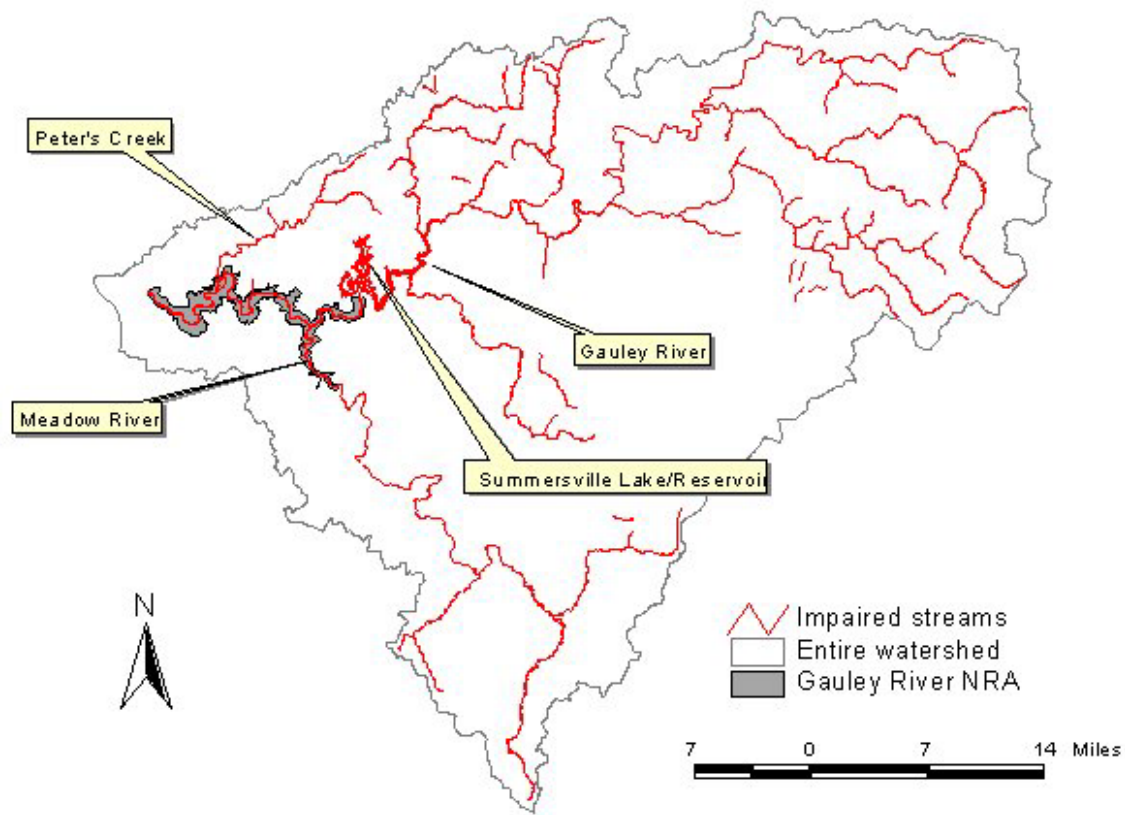 Peter's Creek
Gauley River
Meadow River
Summersville Lake/Reservoi
N
Impaired streams
Entire watershed
Gauley River NRA
7 0 7 14 Miles